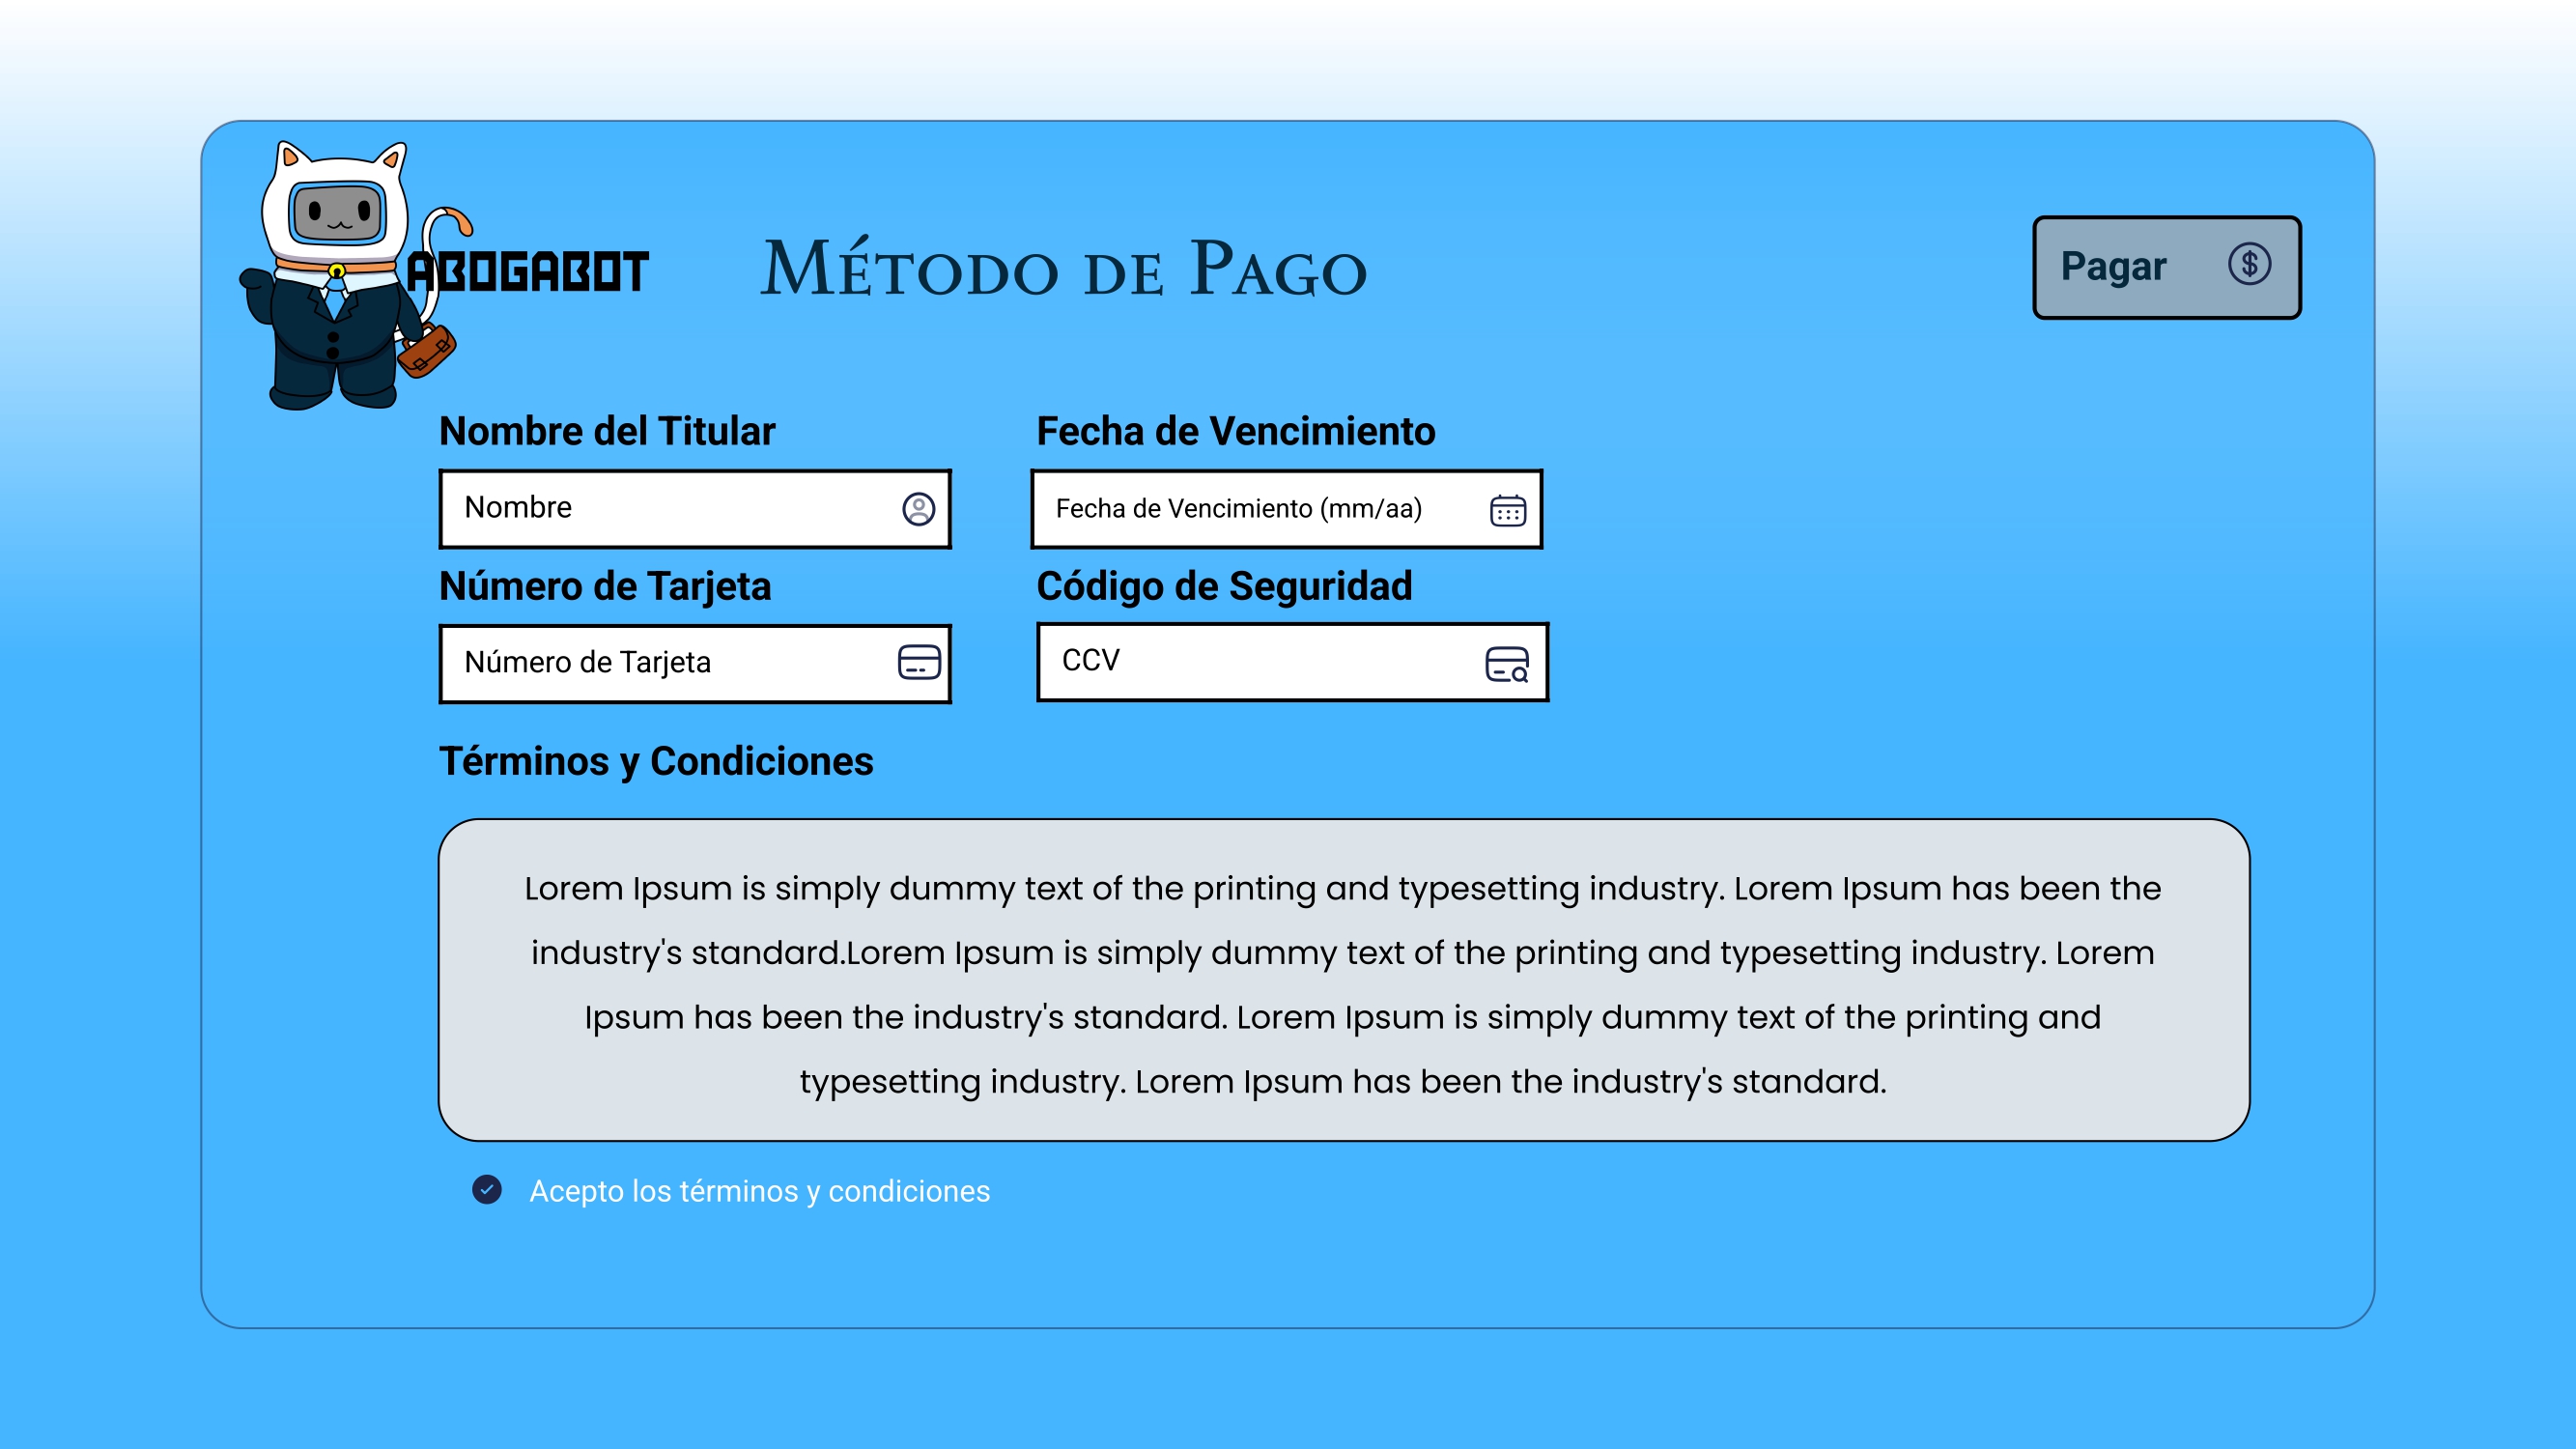 ABOGABOT
Método de Pago
Pagar
Nombre del Titular
Fecha de Vencimiento
Nombre
Fecha de Vencimiento (mm/aa)
Número de Tarjeta
Código de Seguridad
Número de Tarjeta
CCV
Términos y Condiciones
Lorem Ipsum is simply dummy text of the printing and typesetting industry. Lorem Ipsum has been the
industry's standard.Lorem Ipsum is simply dummy text of the printing and typesetting industry. Lorem
Ipsum has been the industry's standard. Lorem Ipsum is simply dummy text of the printing and
typesetting industry. Lorem Ipsum has been the industry's standard.
Acepto los términos y condiciones